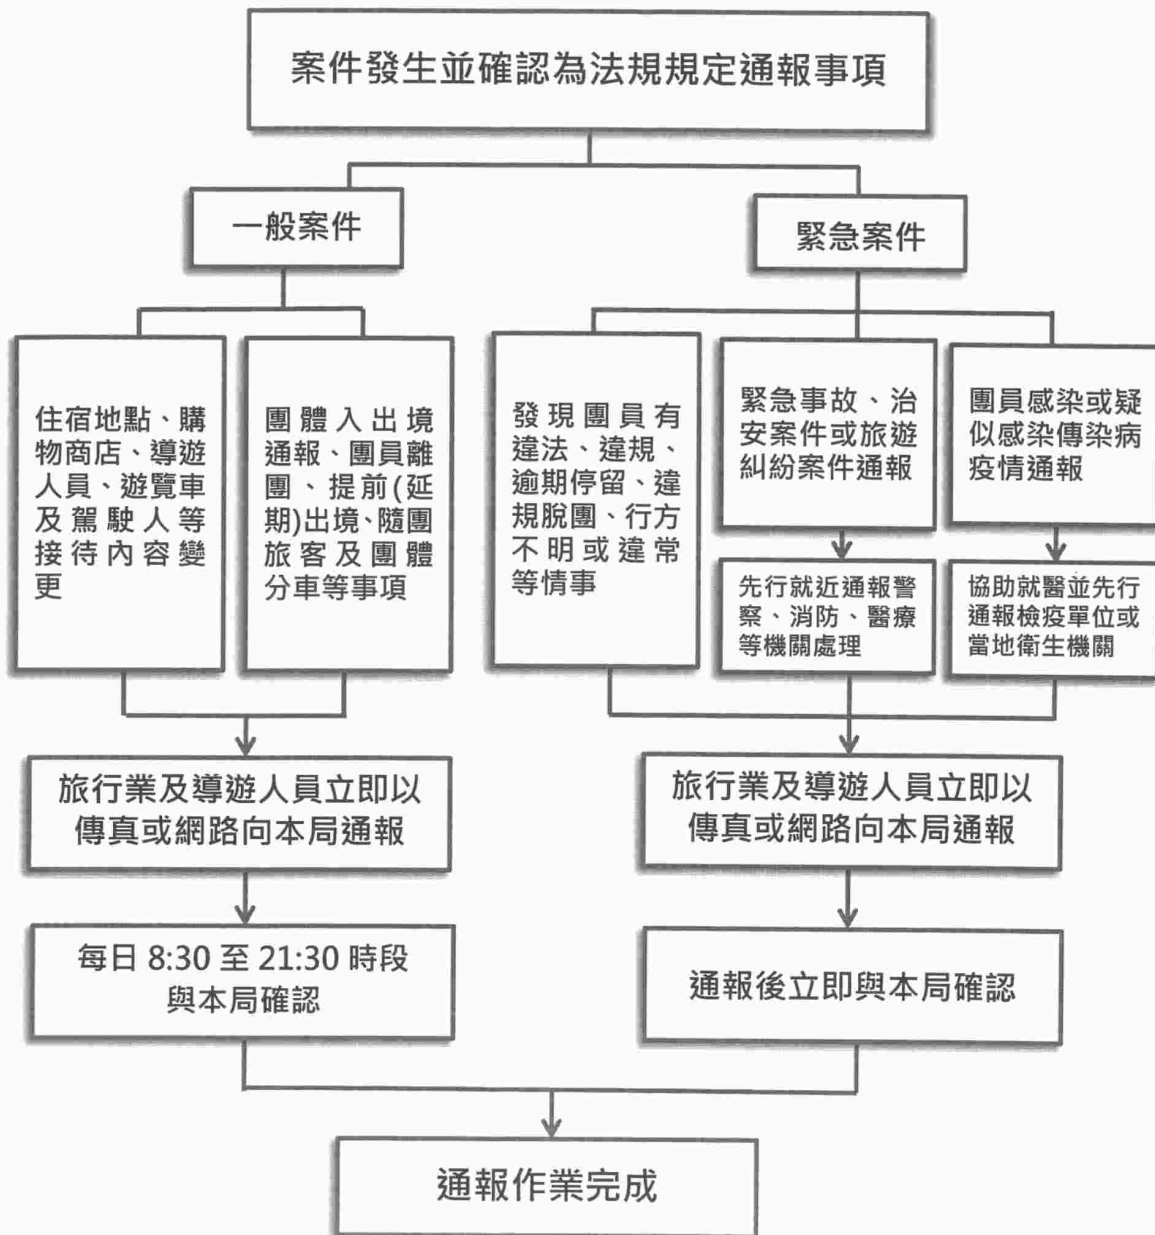 案件發生並確認為法規規定通報事項
一般案件
緊急案件
住宿地點、購
物商店、導遊
人員、遊覽車
及駕駛人等
接待內容變
更
團體入出境
通報、團員離
團、提前(延
期)出境、隨團
旅客及團體
分車等事項
發現團員有
違法、違規、
逾期停留、違
規脫團、行方
不明或違常
等情事
緊急事故、治
安案件或旅遊
糾紛案件通報
團員感染或疑
似感染傳染病
疫情通報
先行就近通報警
察、消防、醫療
等機關處理
協助就醫並先行
通報檢疫單位或
當地衛生機關
旅行業及導遊人員立即以
傳真或網路向本局通報
旅行業及導遊人員立即以
傳真或網路向本局通報
每日 8:30 至 21:30 時段
與本局確認
通報後立即與本局確認
通報作業完成